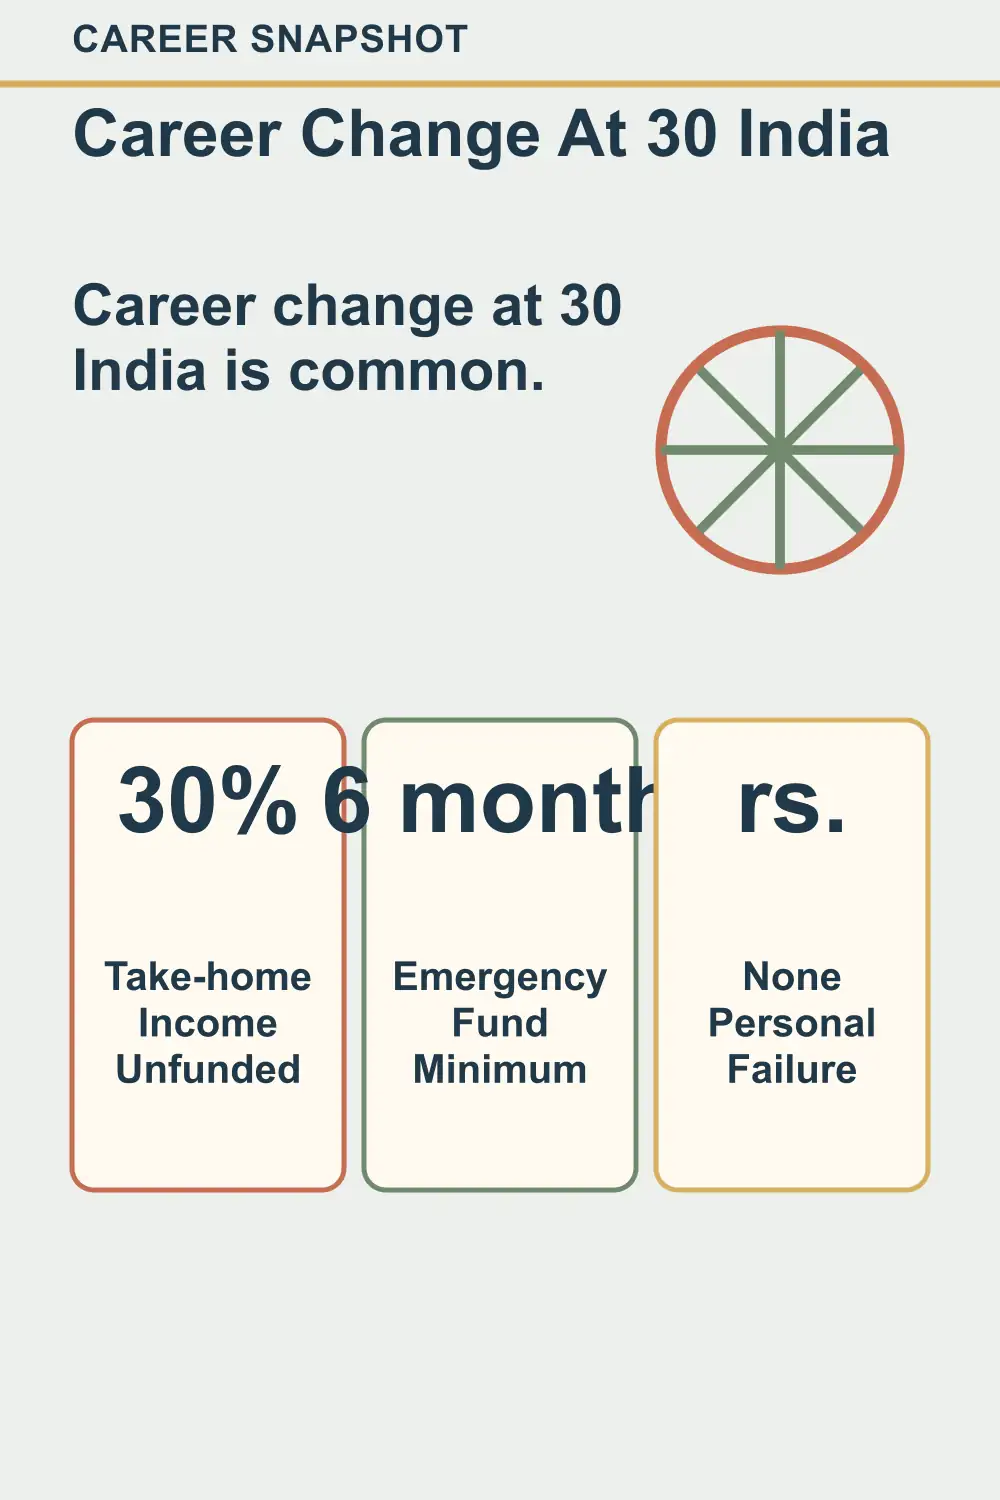 CAREER SNAPSHOT
Career Change At 30 India
Career change at 30
India is common.
30%
6 month
rs.
Take-home
Income
Unfunded
Emergency
Fund
Minimum
None
Personal
Failure